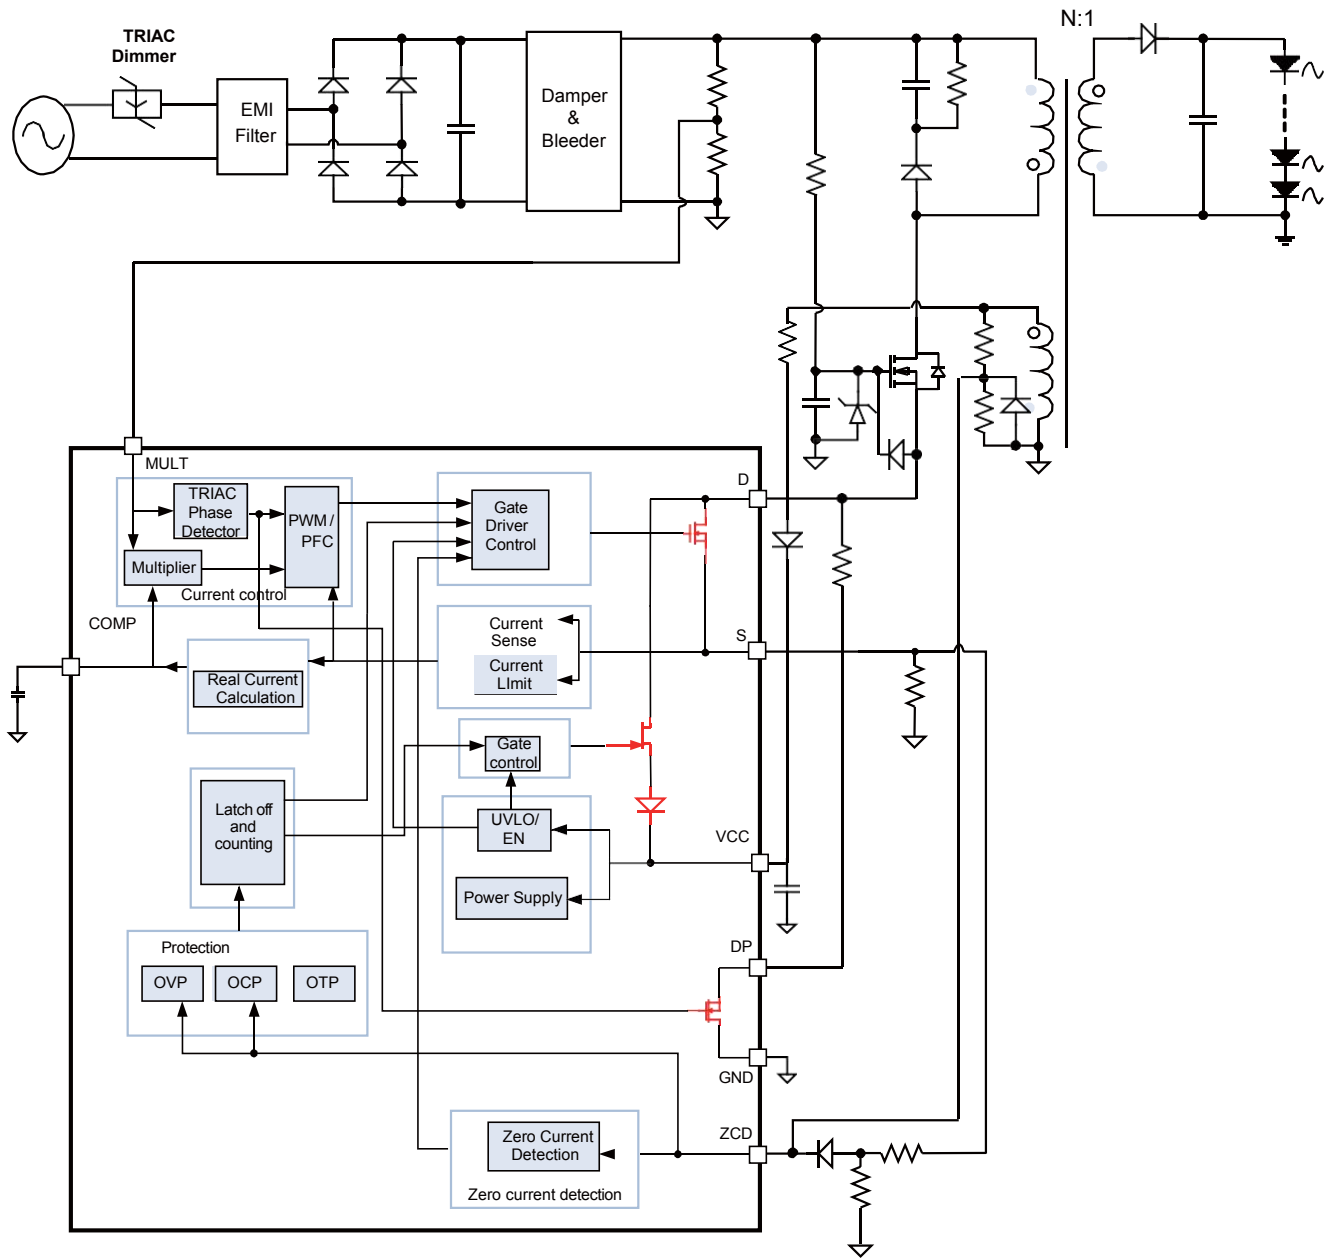 N:1
TRIAC
Dimmer
EMI
Filter
Damper
&
Bleeder
MULT
TRIAC
Phase
Detector
PWM /
PFC
Multiplier
Current control
COMP
Gate
Driver
Control
D
Current
Sense
Current
LImit
S
Real Current
Calculation
Gate
control
Latch off
and
counting
UVLO/
EN
VCC
Power Supply
Protection
OVP
OCP
OTP
DP
GND
ZCD
Zero Current
Detection
Zero current detection